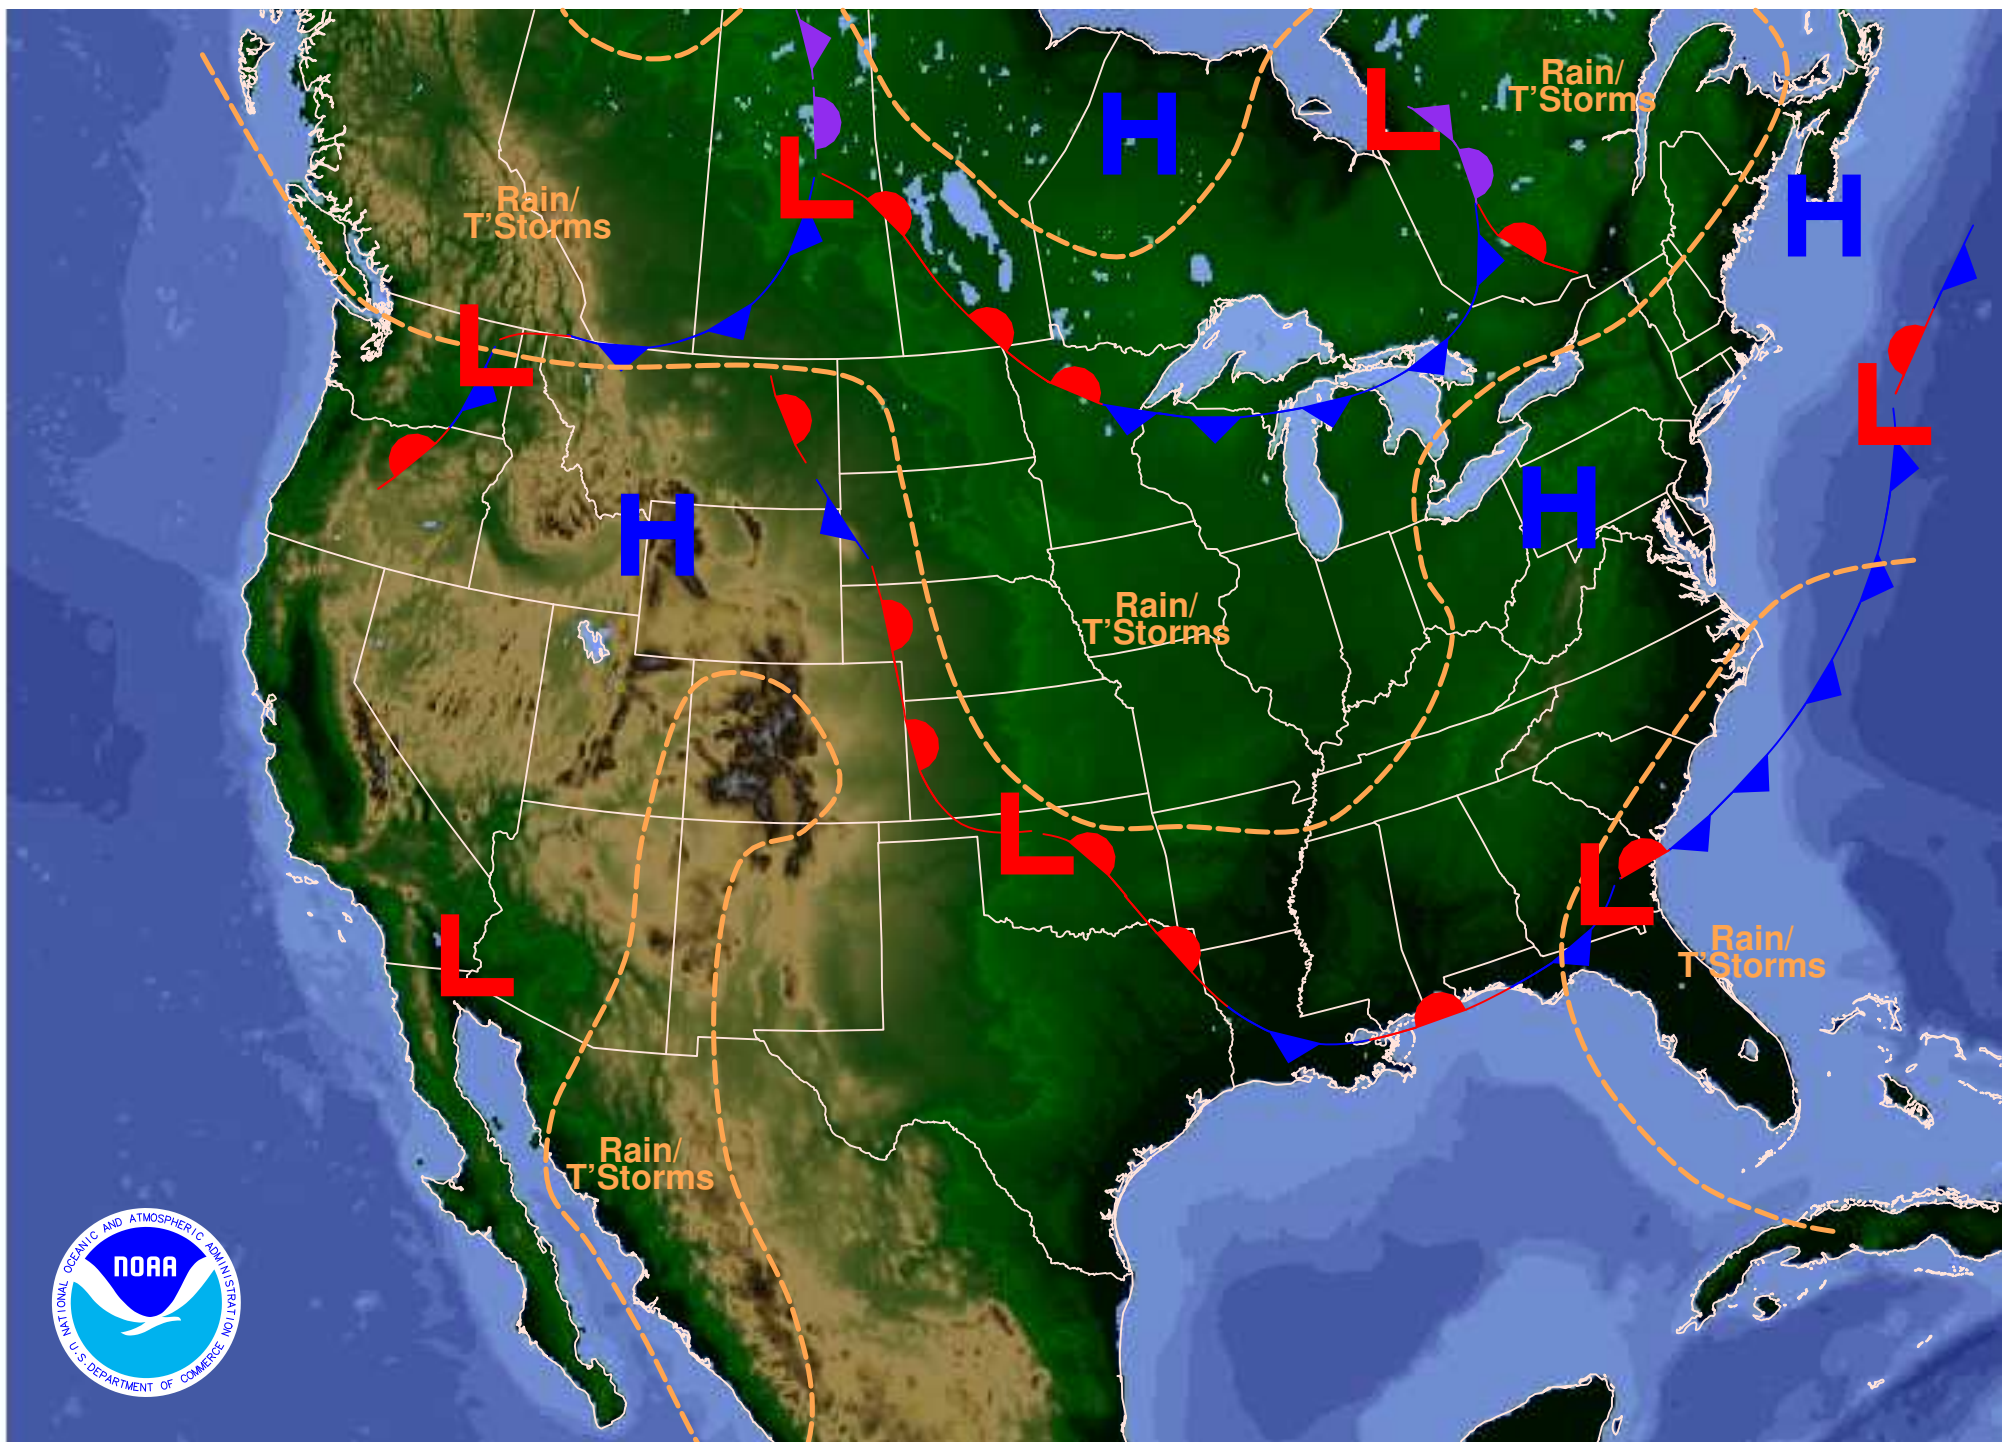 Rain/
T'Storms
H
L
Rain/
T'Storms
L
H
L
L
H
H
Rain/
T'Storms
L
L
L
Rain/
T'Storms
Rain/
T'Storms
NATIONAL OCEANIC AND ATMOSPHERIC ADMINISTRATION
NOAA
U.S. DEPARTMENT OF COMMERCE